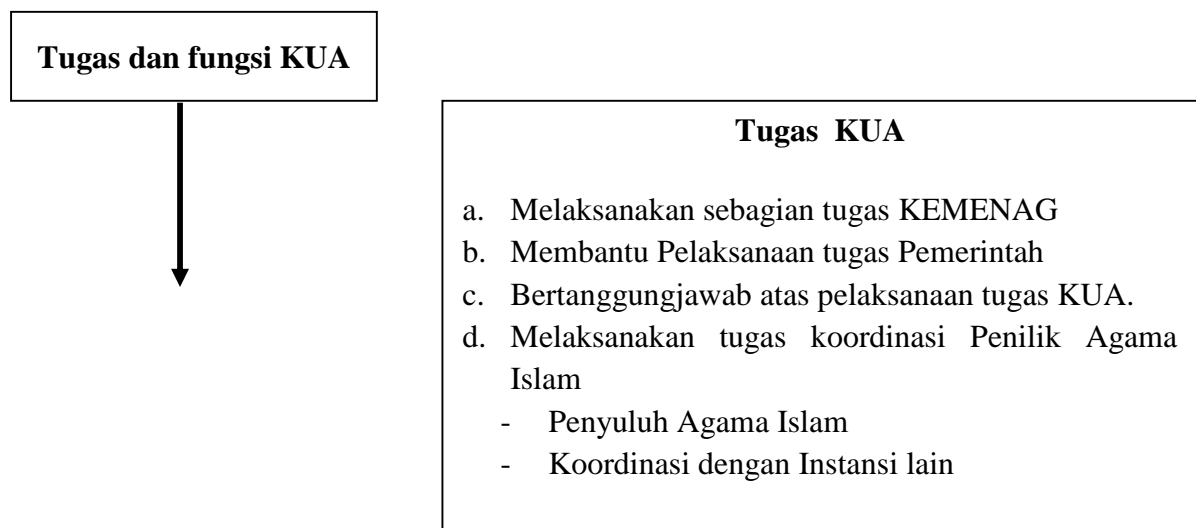 Tugas dan fungsi KUA
Tugas KUA
a. Melaksanakan sebagian tugas KEMENAG
b. Membantu Pelaksanaan tugas Pemerintah
c. Bertanggungjawab atas pelaksanaan tugas KUA.
d. Melaksanakan tugas koordinasi Penilik Agama
Islam
- Penyuluh Agama Islam
- Koordinasi dengan Instansi lain